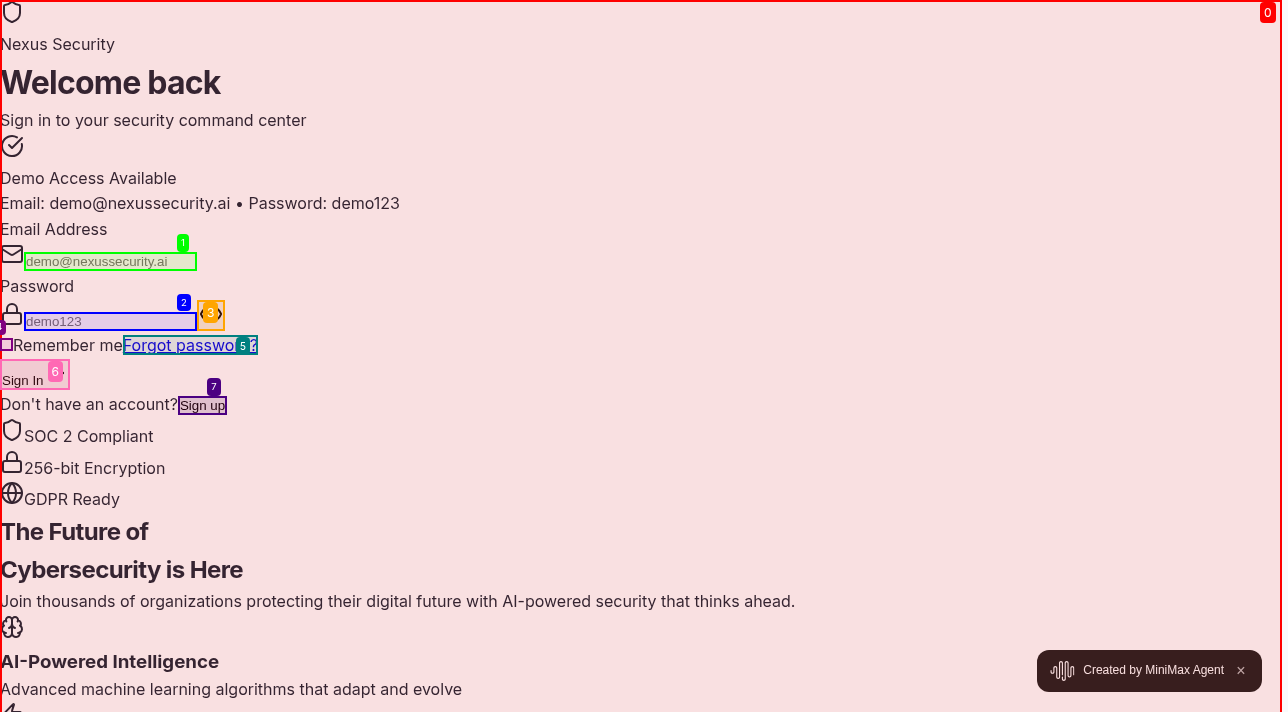 0
Nexus Security
Welcome back
Sign in to your security command center
Demo Access Available
Email: demo@nexussecurity.ai • Password: demo123
Email Address
1
demo@nexussecurity.ai
Password
2
demo123
3
Remember me
Forgot password?
5
Sign In
6
7
Don't have an account?
Sign up
SOC 2 Compliant
256-bit Encryption
GDPR Ready
The Future of
Cybersecurity is Here
Join thousands of organizations protecting their digital future with AI-powered security that thinks ahead.
AI-Powered Intelligence
Advanced machine learning algorithms that adapt and evolve
Created by MiniMax Agent ×